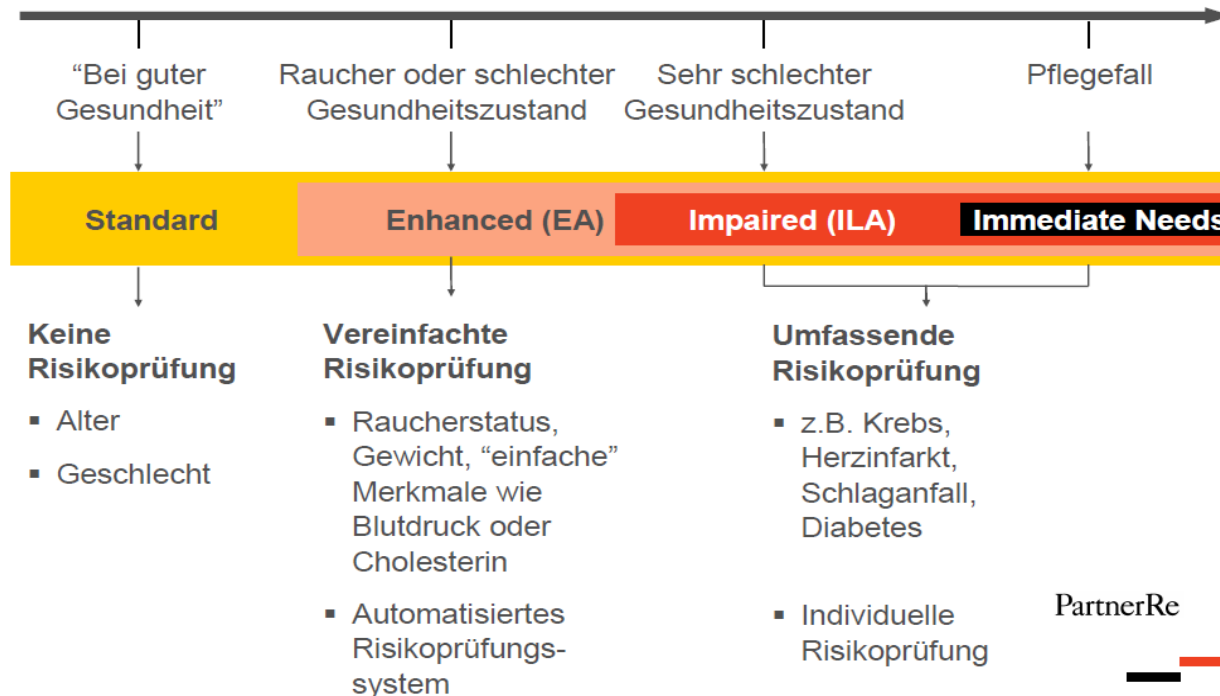 “Bei guter
Gesundheit”
Raucher oder schlechter
Gesundheitszustand
Sehr schlechter
Gesundheitszustand
Pflegefall
Standard
Enhanced (EA)
Impaired (ILA)
Immediate Needs
Keine
Risikoprüfung
▪ Alter
▪ Geschlecht
Vereinfachte
Risikoprüfung
▪ Raucherstatus,
Gewicht, “einfache”
Merkmale wie
Blutdruck oder
Cholesterin
▪ Automatisiertes
Risikoprüfungs-
system
Umfassende
Risikoprüfung
▪ z.B. Krebs,
Herzinfarkt,
Schlaganfall,
Diabetes
▪ Individuelle
Risikoprüfung
PartnerRe